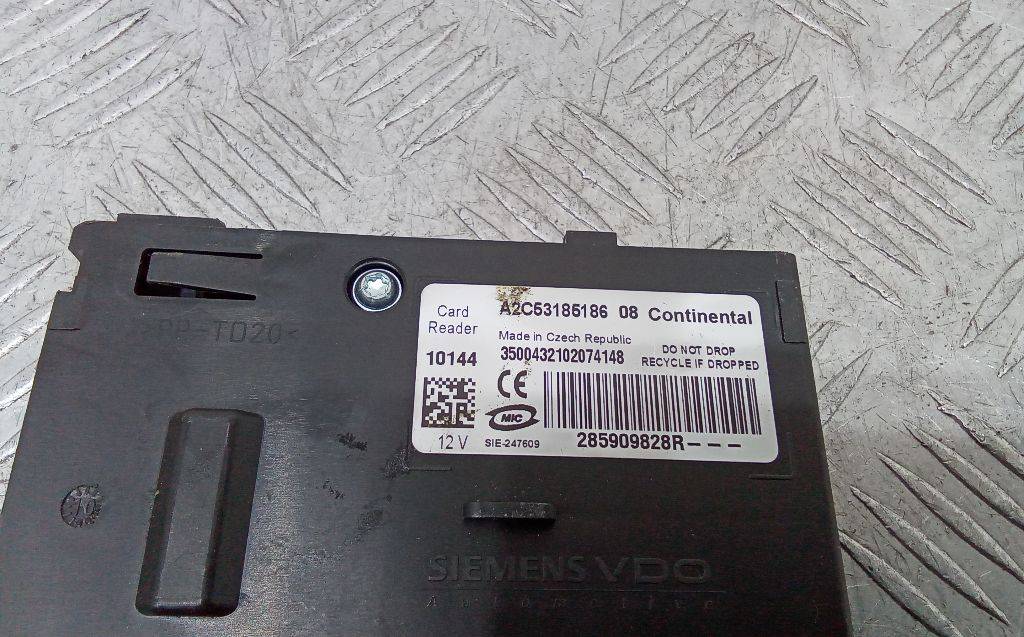 Card Reader
A2C53185186 08 Continental
Made in Czech Republic
10144
3500432102074148
DO NOT DROP
RECYCLE IF DROPPED
CE
MIC
12 V
SIE-247609
285909828R---
-TD20<
SIEMENS VDO
Automotive